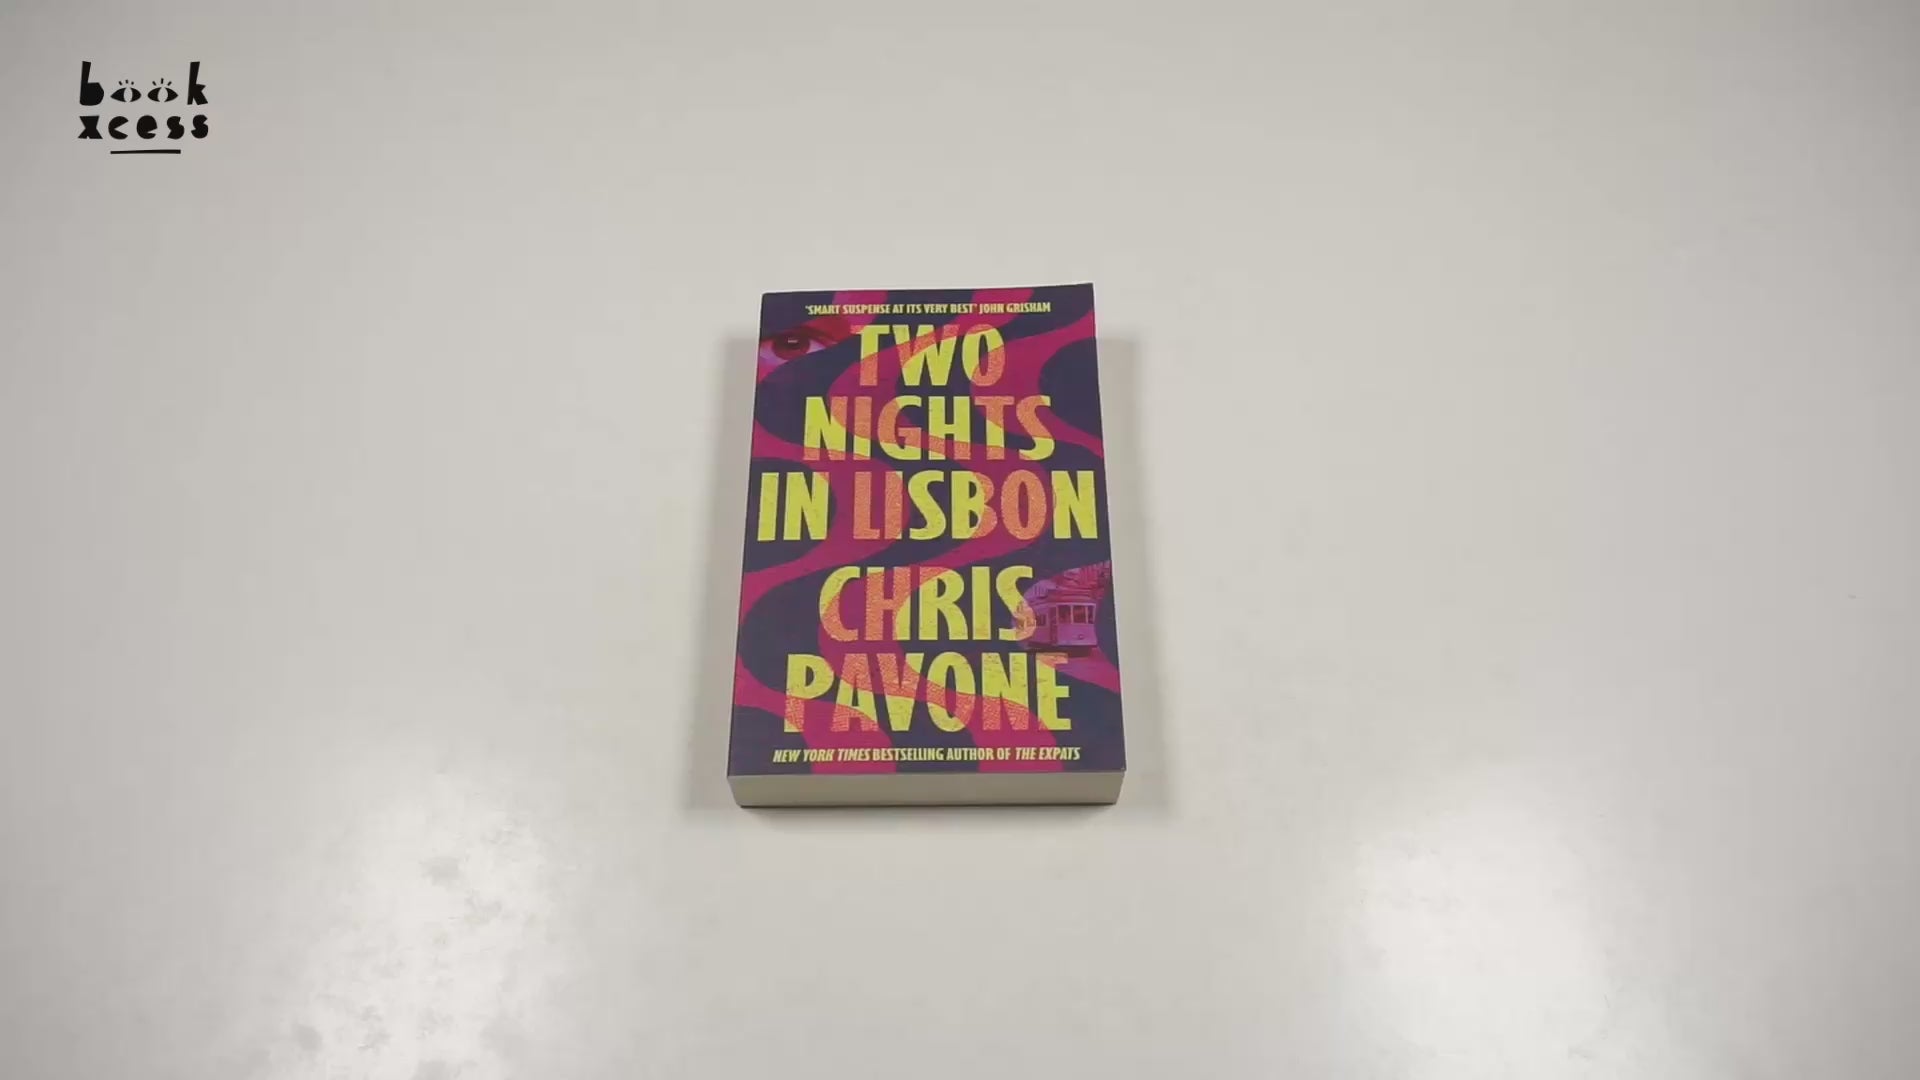 book
xcess
'SMART SUSPENSE AT ITS VERY BEST' JOHN GRISHAM
TWO
NIGHTS
IN LISBON
CHRIS
PAVONE
NEW YORK TIMES BESTSELLING AUTHOR OF THE EXPATS